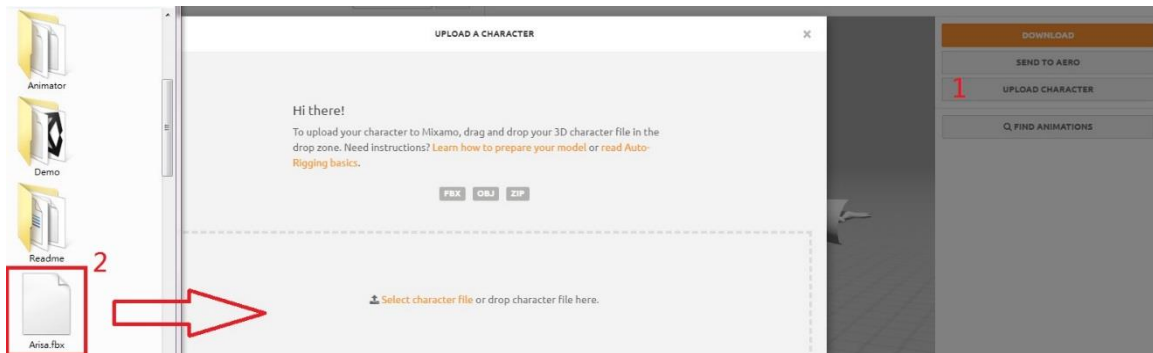 Animator
Demo
Readme
2
Arisa.fbx
UPLOAD A CHARACTER
×
Hi there!
To upload your character to Mixamo, drag and drop your 3D character file in the
drop zone. Need instructions? Learn how to prepare your model or read Auto-
Rigging basics.
FBX OBJ ZIP
Select character file or drop character file here.
DOWNLOAD
SEND TO AERO
1 UPLOAD CHARACTER
FIND ANIMATIONS